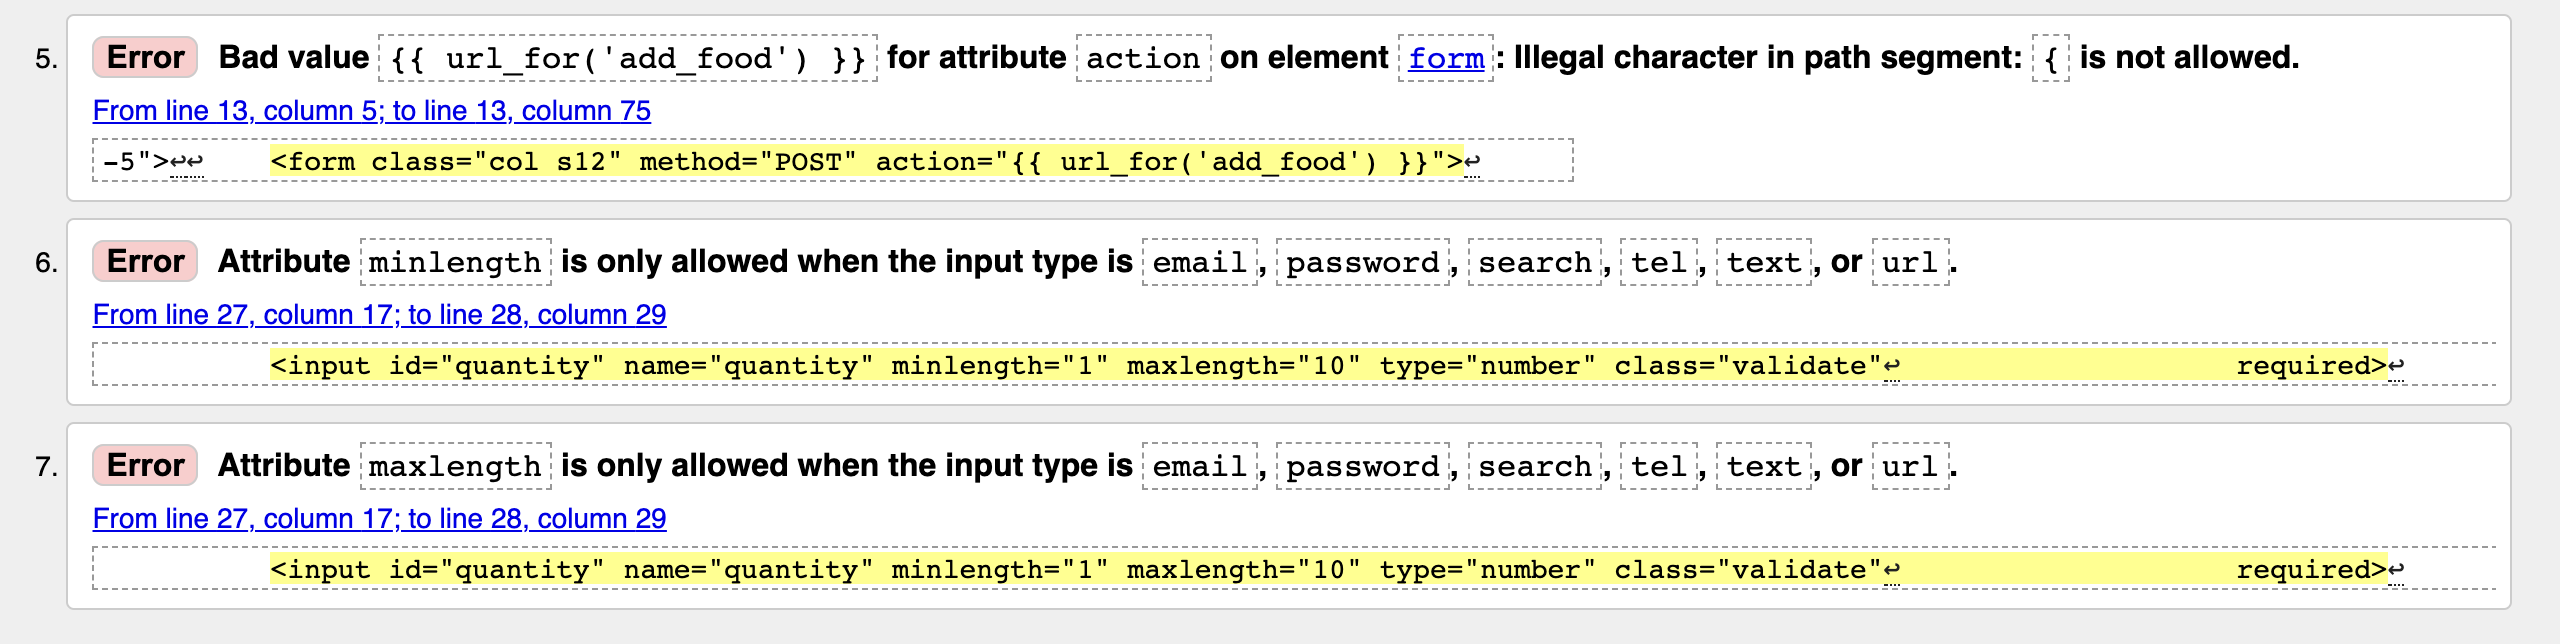 5. Error Bad value {{ url_for('add_food') }} for attribute action on element form: Illegal character in path segment: { is not allowed.
From line 13, column 5; to line 13, column 75
-5">↩↩    <form class="col s12" method="POST" action="{{ url_for('add_food') }}">↩
6. Error Attribute minlength is only allowed when the input type is email, password, search, tel, text, or url.
From line 27, column 17; to line 28, column 29
<input id="quantity" name="quantity" minlength="1" maxlength="10" type="number" class="validate"↩                    required>↩
7. Error Attribute maxlength is only allowed when the input type is email, password, search, tel, text, or url.
From line 27, column 17; to line 28, column 29
<input id="quantity" name="quantity" minlength="1" maxlength="10" type="number" class="validate"↩                    required>↩